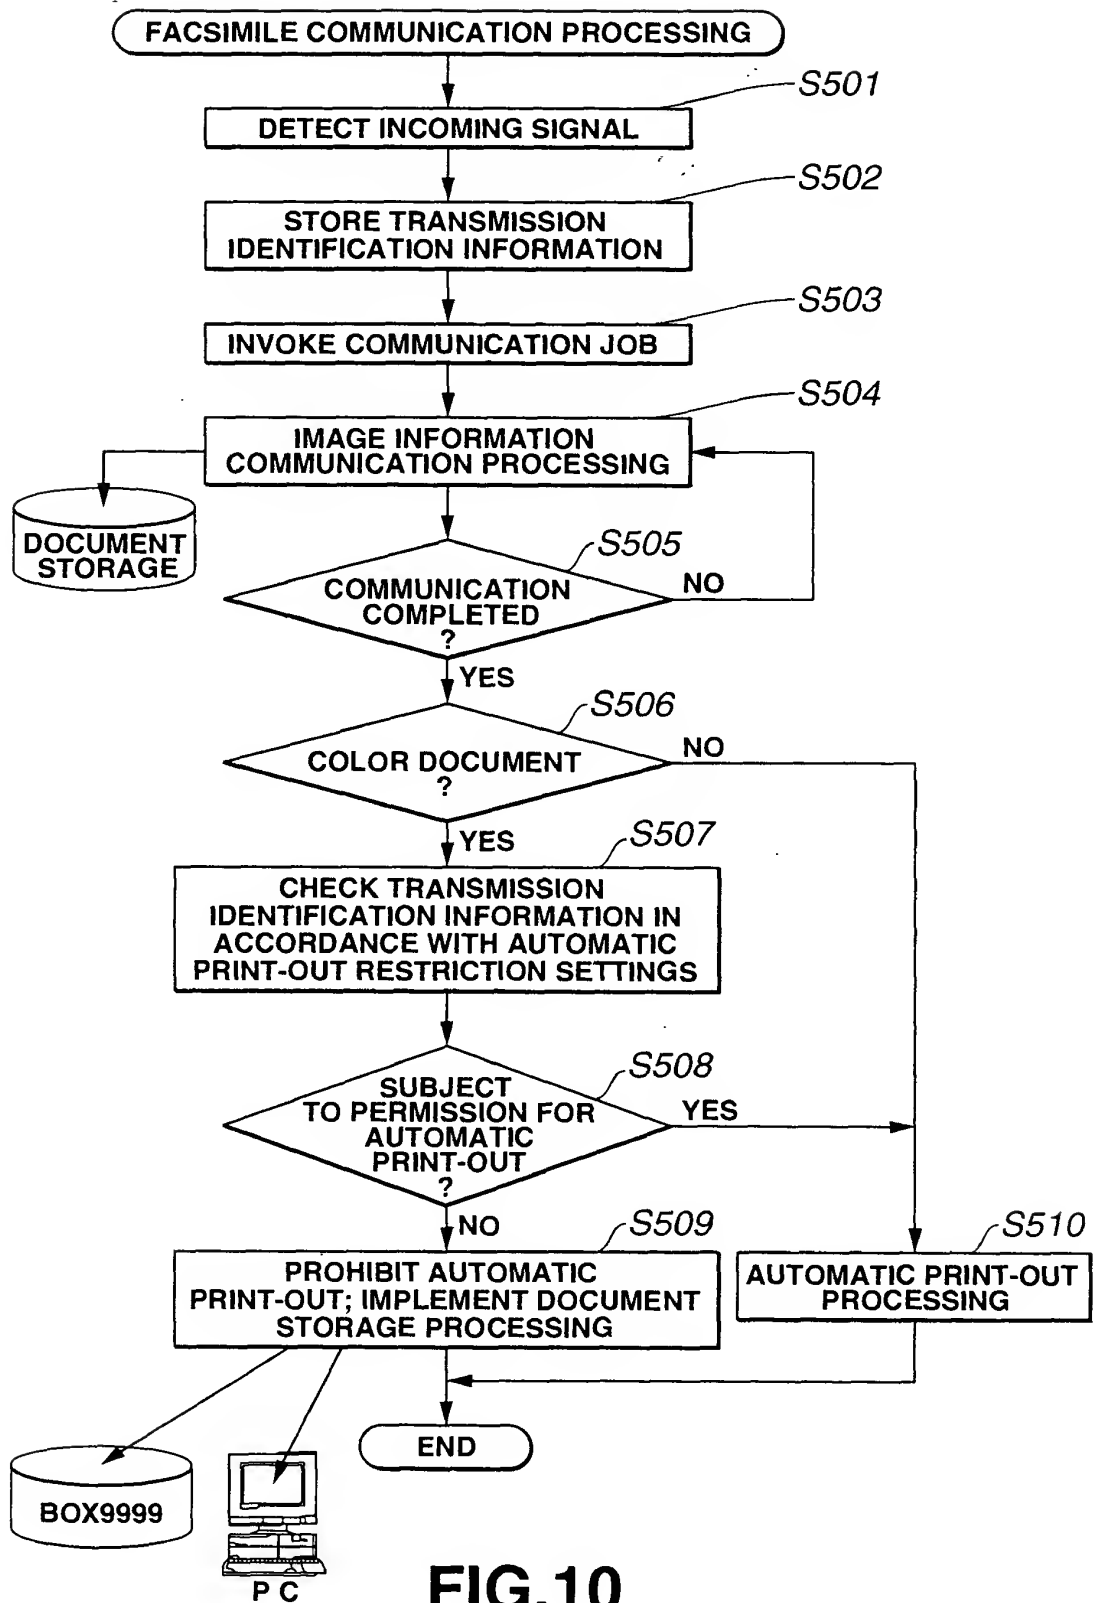 FACSIMILE COMMUNICATION PROCESSING
S501
DETECT INCOMING SIGNAL
S502
STORE TRANSMISSION
IDENTIFICATION INFORMATION
S503
INVOKE COMMUNICATION JOB
S504
IMAGE INFORMATION
COMMUNICATION PROCESSING
DOCUMENT
STORAGE
S505
COMMUNICATION
COMPLETED
?
NO
YES
S506
COLOR DOCUMENT
?
NO
YES
S507
CHECK TRANSMISSION
IDENTIFICATION INFORMATION IN
ACCORDANCE WITH AUTOMATIC
PRINT-OUT RESTRICTION SETTINGS
S508
SUBJECT
TO PERMISSION FOR
AUTOMATIC
PRINT-OUT
?
YES
NO
S509
PROHIBIT AUTOMATIC
PRINT-OUT; IMPLEMENT DOCUMENT
STORAGE PROCESSING
S510
AUTOMATIC PRINT-OUT
PROCESSING
END
BOX9999
P C
FIG.10